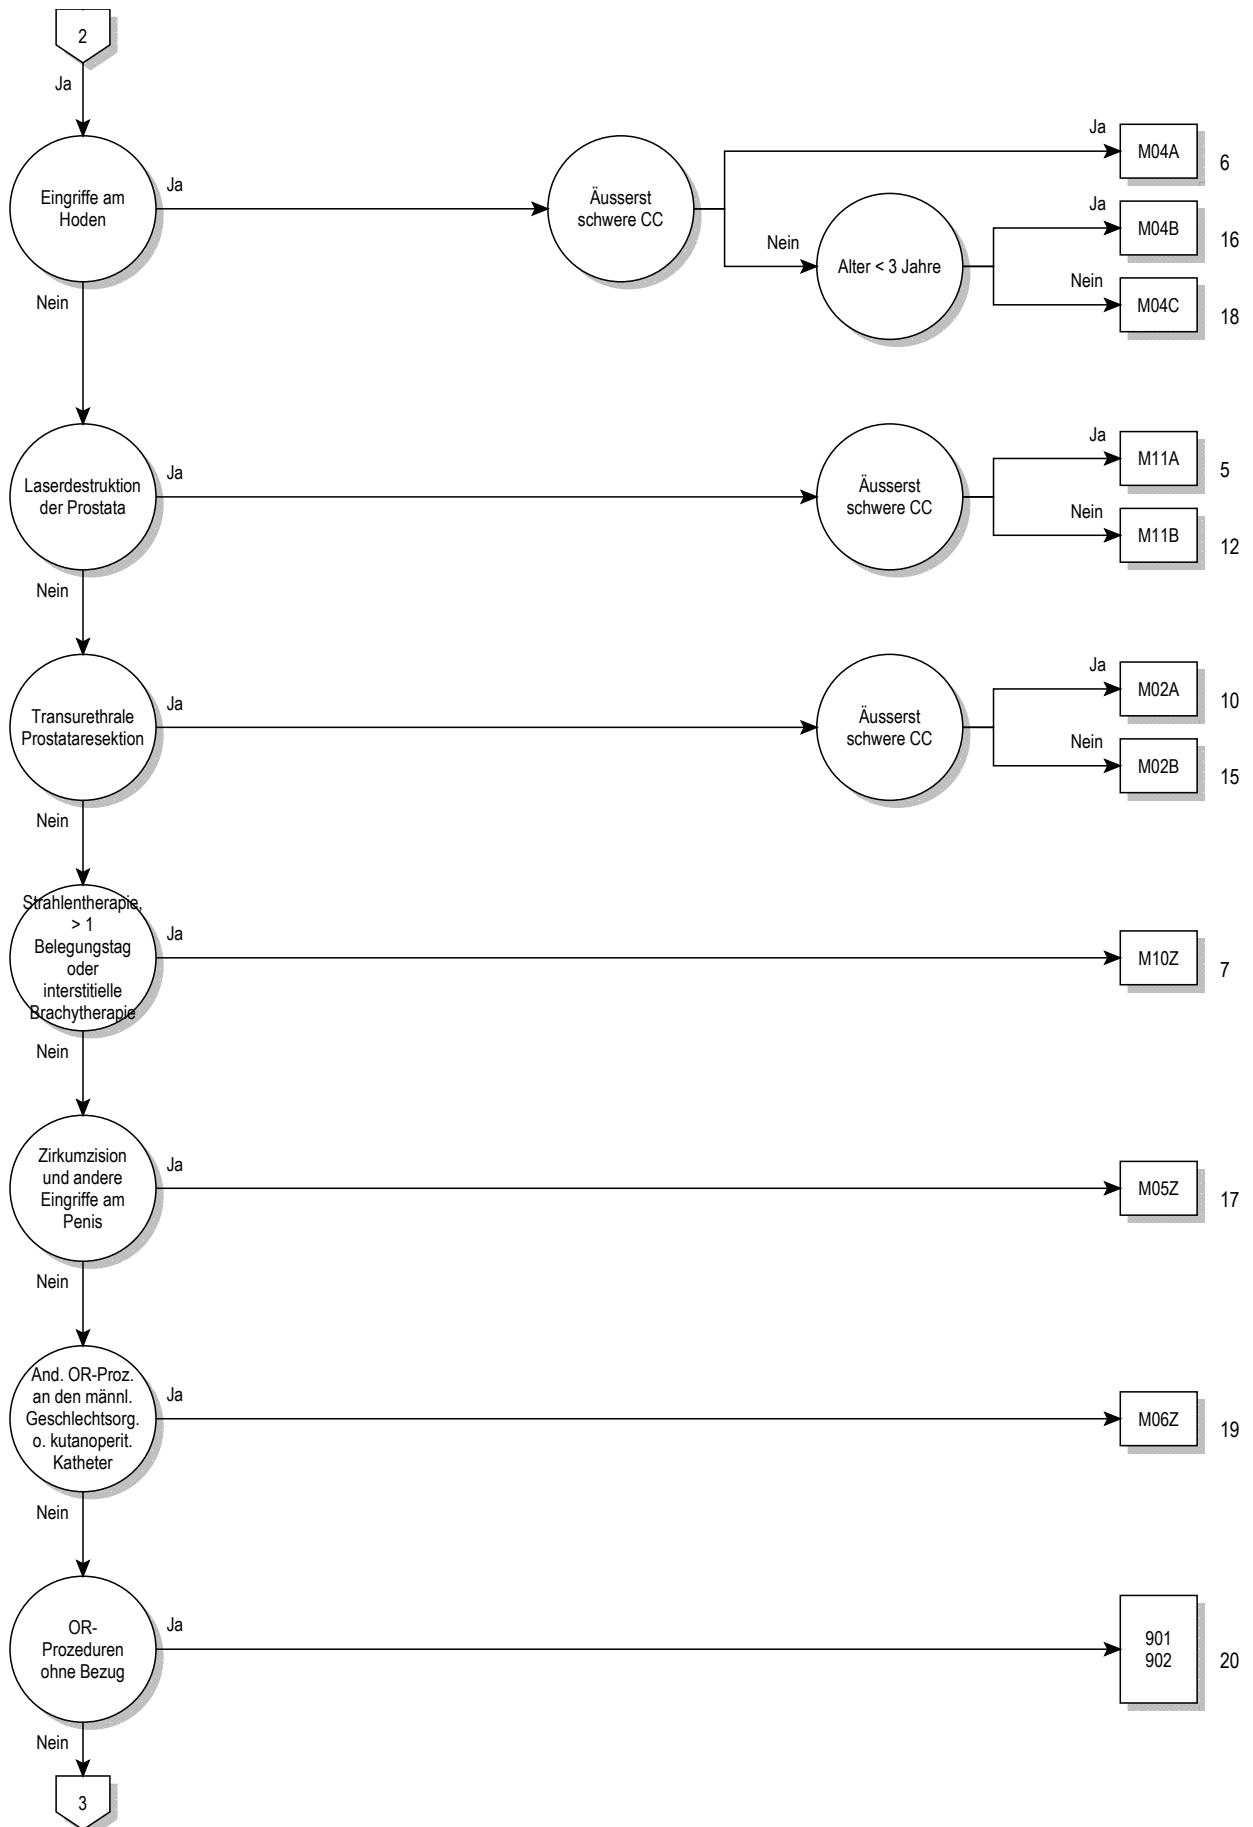 2
Ja
Eingriffe am
Hoden
Ja
Äusserst
schwere CC
Ja
M04A
6
Nein
Alter < 3 Jahre
Ja
M04B
16
Nein
M04C
18
Nein
Laserdestruktion
der Prostata
Ja
Äusserst
schwere CC
Ja
M11A
5
Nein
M11B
12
Nein
Transurethrale
Prostataresektion
Ja
Äusserst
schwere CC
Ja
M02A
10
Nein
M02B
15
Nein
Strahlentherapie,
> 1
Belegungstag
oder
interstitielle
Brachytherapie
Ja
M10Z
7
Nein
Zirkumzision
und andere
Eingriffe am
Penis
Ja
M05Z
17
Nein
And. OR-Proz.
an den männl.
Geschlechtsorg.
o. kutanoperit.
Katheter
Ja
M06Z
19
Nein
OR-
Prozeduren
ohne Bezug
Ja
901
902
20
Nein
3